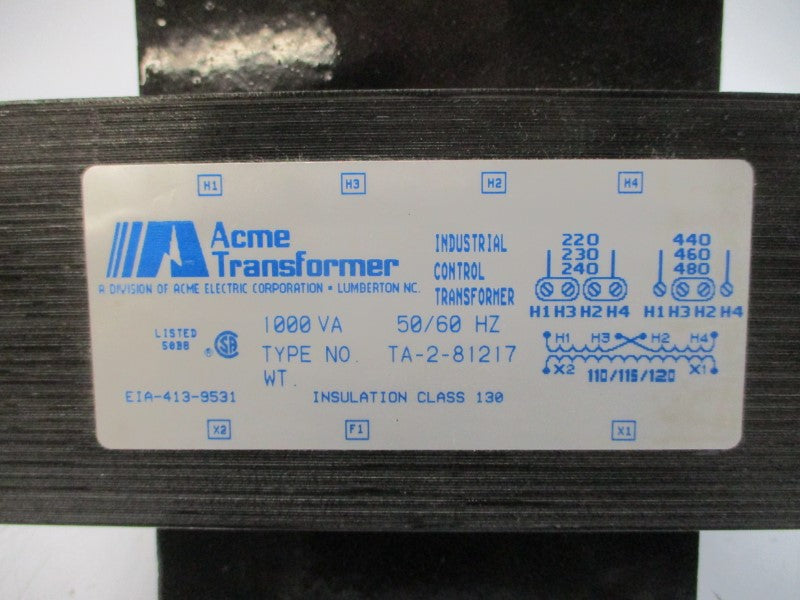 H1 H3 H2 H4
Acme
Transformer
A DIVISION OF ACME ELECTRIC CORPORATION • LUMBERTON NC.
INDUSTRIAL
CONTROL
TRANSFORMER
220 440
230 460
240 480
H1 H3 H2 H4 H1 H3 H2 H4
LISTED
50BB
® SA
1000 VA 50/60 HZ
TYPE NO. TA-2-81217
WT.
H1 H3 H2 H4
X2 110/115/120 X1
EIA-413-9531 INSULATION CLASS 130
X2 F1 X1